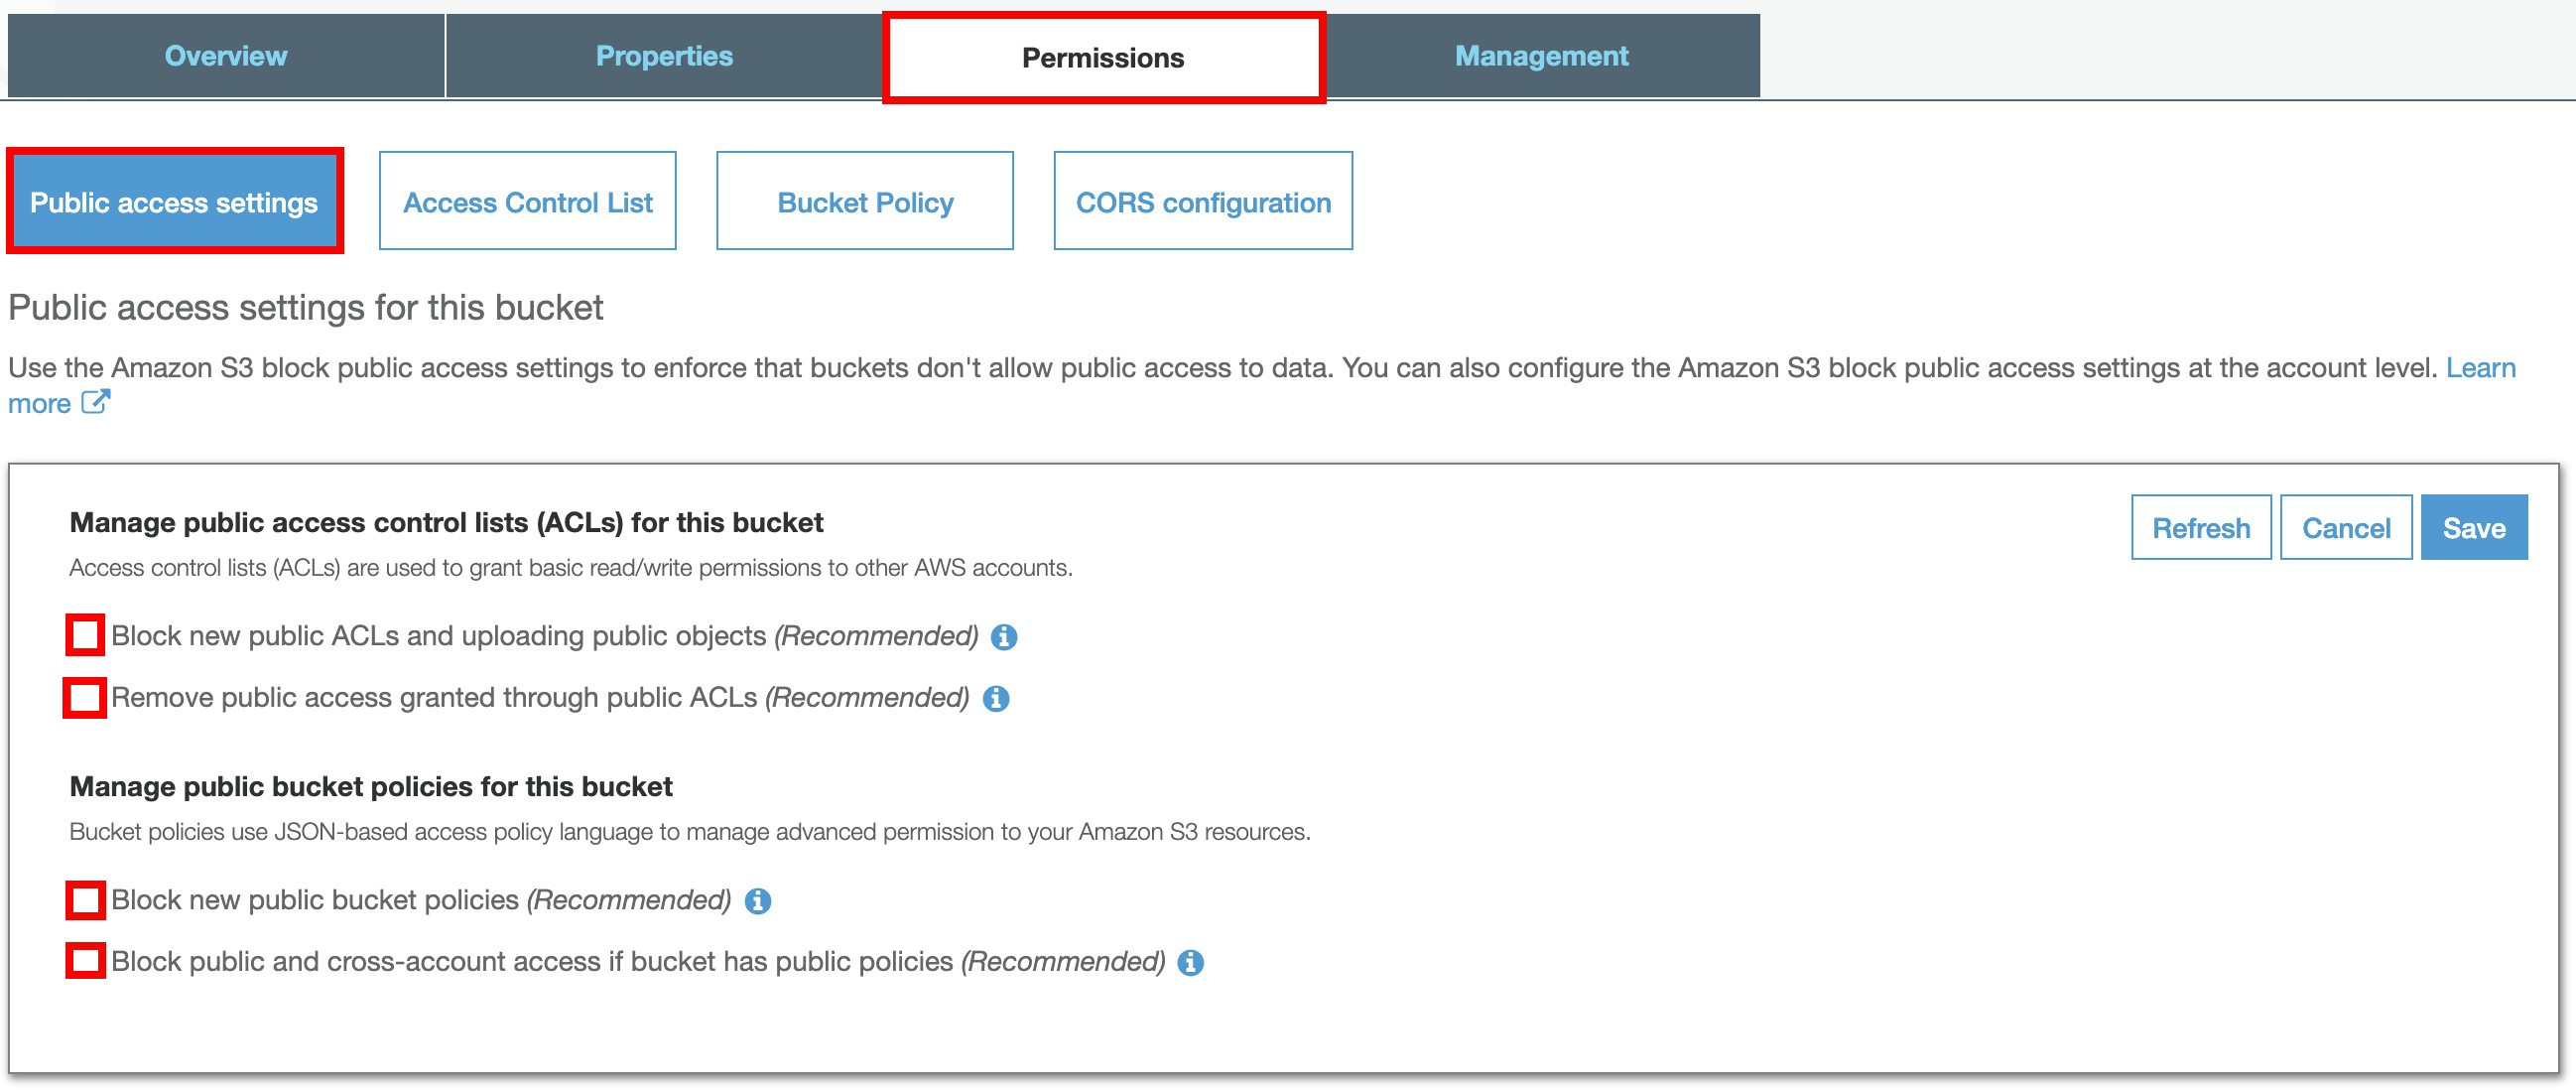 Overview
Properties
Permissions
Management
Public access settings
Access Control List
Bucket Policy
CORS configuration
Public access settings for this bucket
Use the Amazon S3 block public access settings to enforce that buckets don't allow public access to data. You can also configure the Amazon S3 block public access settings at the account level. Learn
more
Manage public access control lists (ACLs) for this bucket
Refresh
Cancel
Save
Access control lists (ACLs) are used to grant basic read/write permissions to other AWS accounts.
Block new public ACLs and uploading public objects (Recommended)
Remove public access granted through public ACLs (Recommended)
Manage public bucket policies for this bucket
Bucket policies use JSON-based access policy language to manage advanced permission to your Amazon S3 resources.
Block new public bucket policies (Recommended)
Block public and cross-account access if bucket has public policies (Recommended)